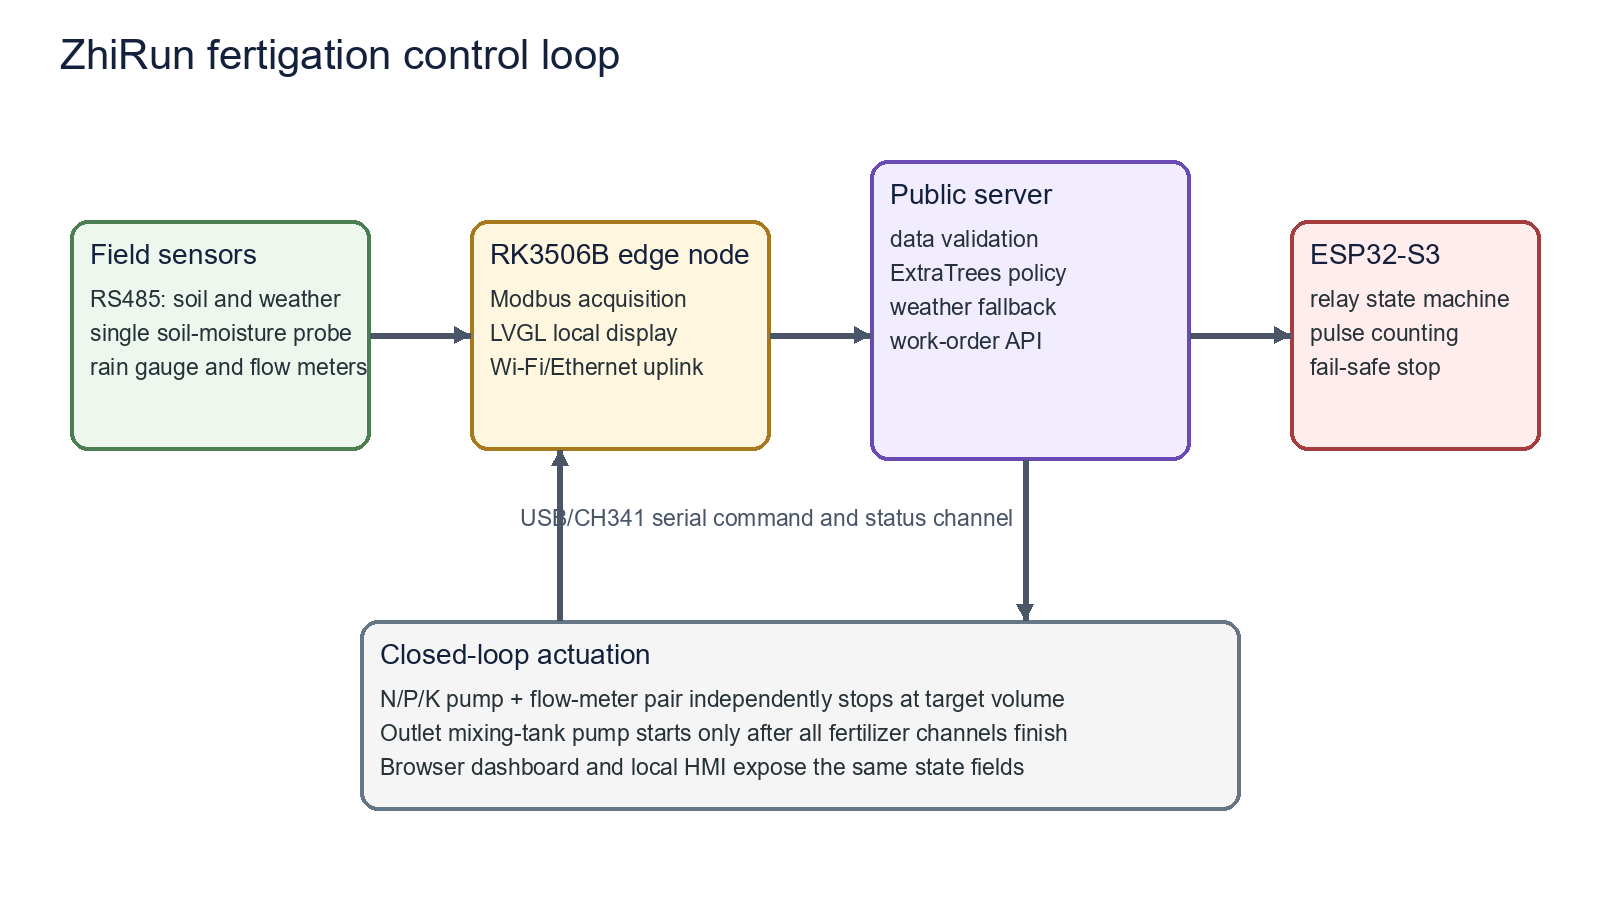 ZhiRun fertigation control loop
Field sensors
RS485: soil and weather
single soil-moisture probe
rain gauge and flow meters
RK3506B edge node
Modbus acquisition
LVGL local display
Wi-Fi/Ethernet uplink
Public server
data validation
ExtraTrees policy
weather fallback
work-order API
ESP32-S3
relay state machine
pulse counting
fail-safe stop
USB/CH341 serial command and status channel
Closed-loop actuation
N/P/K pump + flow-meter pair independently stops at target volume
Outlet mixing-tank pump starts only after all fertilizer channels finish
Browser dashboard and local HMI expose the same state fields